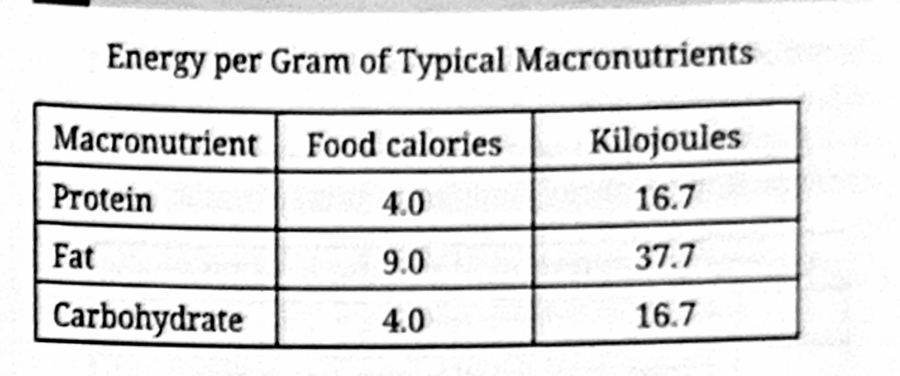 Energy per Gram of Typical Macronutrients
Macronutrient Food calories Kilojoules
Protein 4.0 16.7
Fat 9.0 37.7
Carbohydrate 4.0 16.7